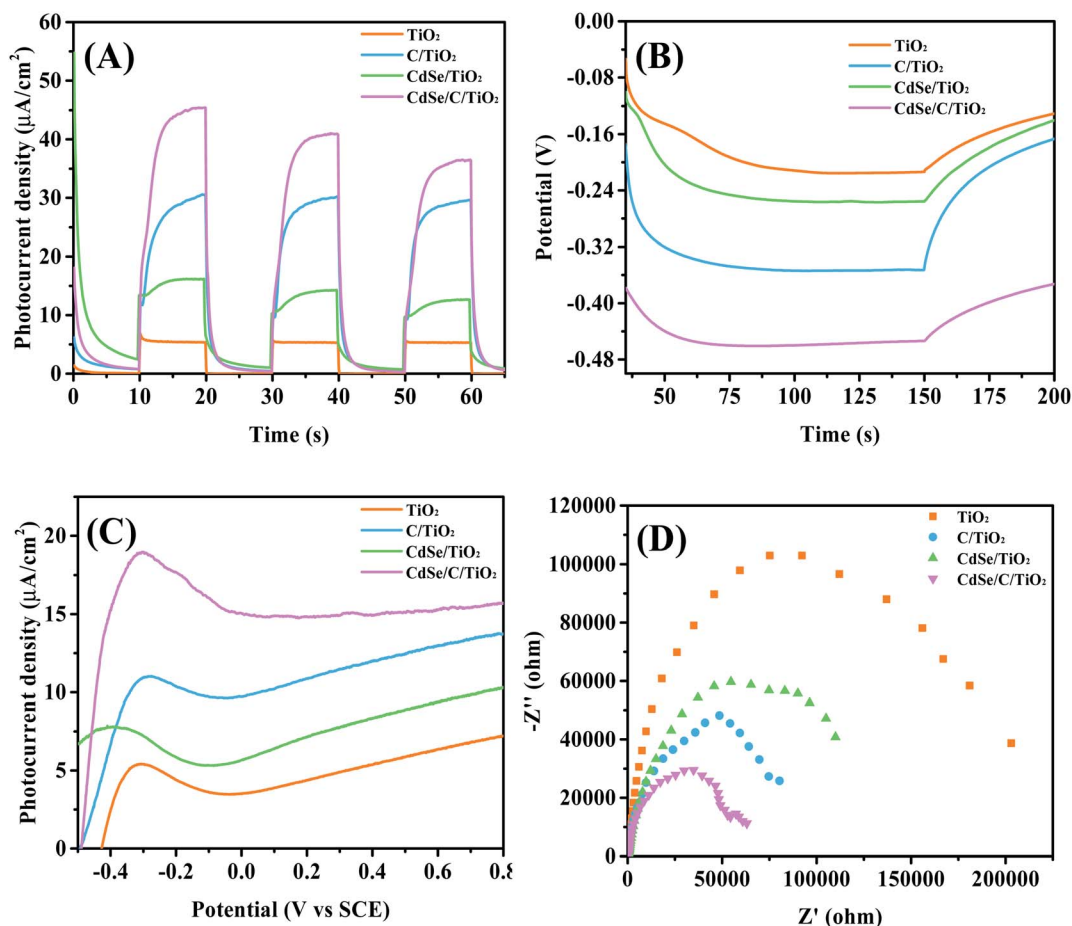 (A)
TiO₂
C/TiO₂
CdSe/TiO₂
CdSe/C/TiO₂
Photocurrent density (μA/cm²)
60
50
40
30
20
10
0
0 10 20 30 40 50 60
Time (s)
(B)
TiO₂
C/TiO₂
CdSe/TiO₂
CdSe/C/TiO₂
Potential (V)
0.00
-0.08
-0.16
-0.24
-0.32
-0.40
-0.48
50 75 100 125 150 175 200
Time (s)
(C)
TiO₂
C/TiO₂
CdSe/TiO₂
CdSe/C/TiO₂
Photocurrent density (μA/cm²)
20
15
10
5
0
-0.4 -0.2 0.0 0.2 0.4 0.6 0.8
Potential (V vs SCE)
(D)
TiO₂
C/TiO₂
CdSe/TiO₂
CdSe/C/TiO₂
-Z'' (ohm)
120000
100000
80000
60000
40000
20000
0
0 50000 100000 150000 200000
Z' (ohm)